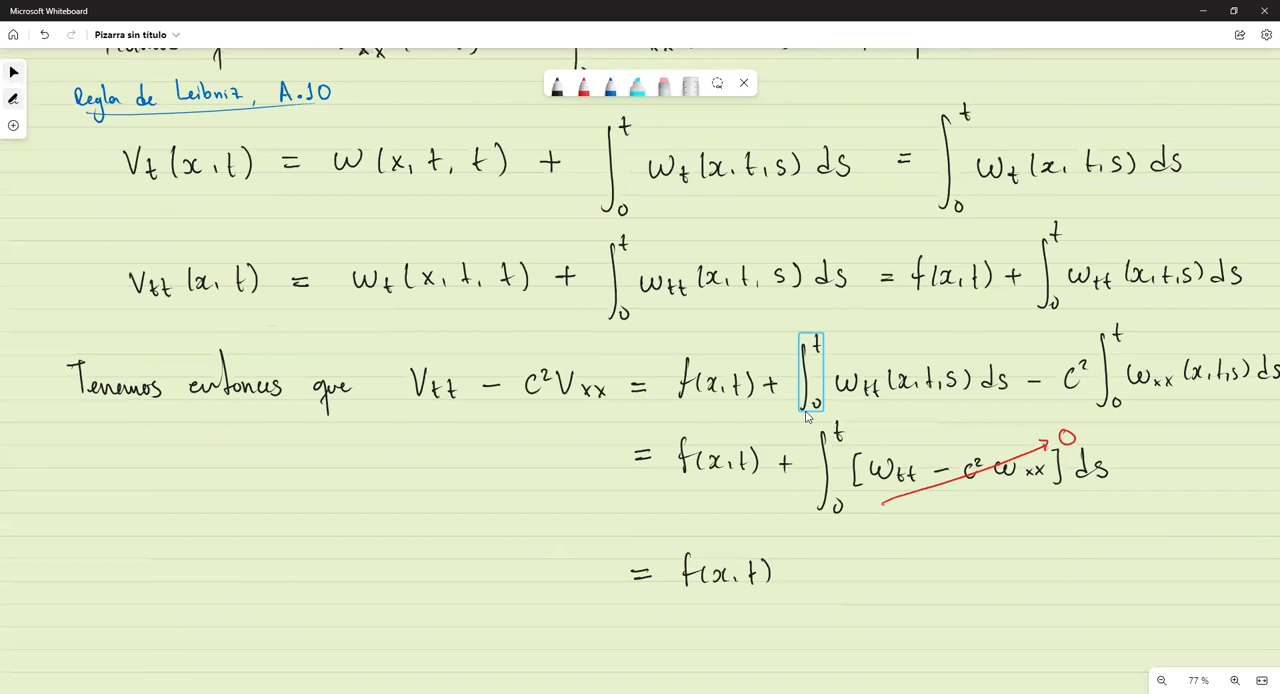 Microsoft Whiteboard
Pizarra sin título
Regla de Leibniz, A.10
V_t(x,t) = w(x,t,t) + ∫_0^t w_t(x,t,s) ds = ∫_0^t w_t(x,t,s) ds
V_tt(x,t) = w_t(x,t,t) + ∫_0^t w_tt(x,t,s) ds = f(x,t) + ∫_0^t w_tt(x,t,s) ds
Tenemos entonces que V_tt - c²V_xx = f(x,t) + ∫_0^t w_tt(x,t,s) ds - c² ∫_0^t w_xx(x,t,s) ds
= f(x,t) + ∫_0^t [w_tt - c² w_xx] ds 0
= f(x,t)
77 %